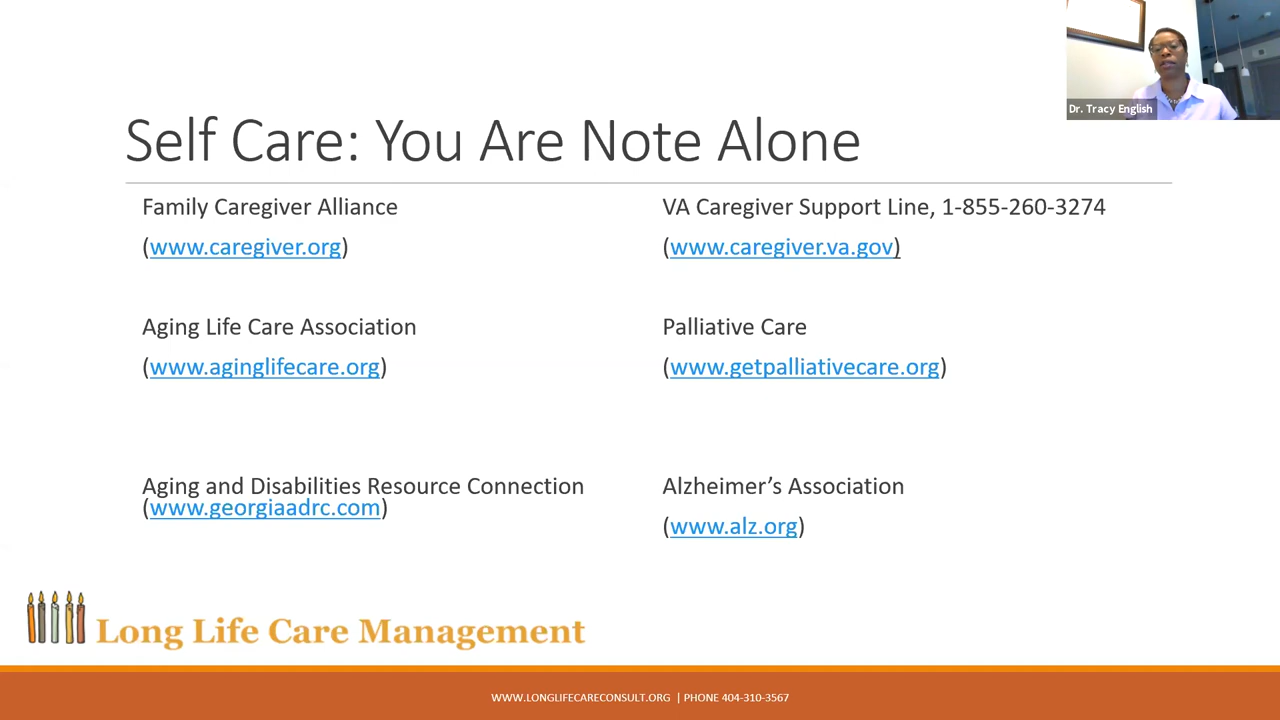 Dr. Tracy English
Self Care: You Are Note Alone
Family Caregiver Alliance
(www.caregiver.org)
Aging Life Care Association
(www.aginglifecare.org)
Aging and Disabilities Resource Connection
(www.georgiaadrc.com)
VA Caregiver Support Line, 1-855-260-3274
(www.caregiver.va.gov)
Palliative Care
(www.getpalliativecare.org)
Alzheimer’s Association
(www.alz.org)
Long Life Care Management
WWW.LONGLIFECARECONSULT.ORG | PHONE 404-310-3567